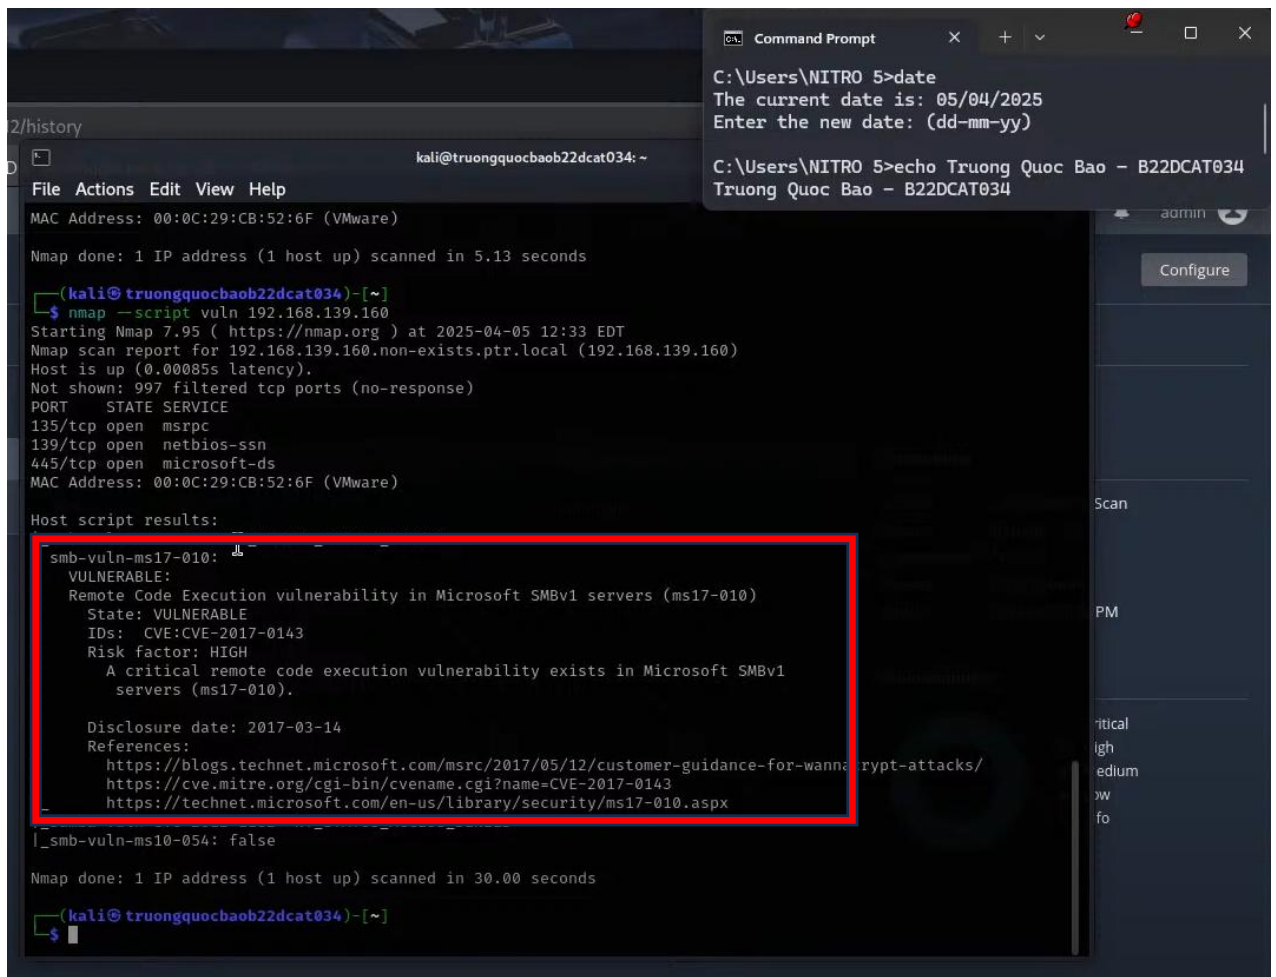 Command Prompt
C:\Users\NITRO 5>date
The current date is: 05/04/2025
Enter the new date: (dd-mm-yy)
C:\Users\NITRO 5>echo Truong Quoc Bao - B22DCAT034
Truong Quoc Bao - B22DCAT034
/history
admin
Configure
kali@truongquocbaob22dcat034: ~
File Actions Edit View Help
MAC Address: 00:0C:29:CB:52:6F (VMware)
Nmap done: 1 IP address (1 host up) scanned in 5.13 seconds
(kali㉿truongquocbaob22dcat034)-[~]
$ nmap --script vuln 192.168.139.160
Starting Nmap 7.95 ( https://nmap.org ) at 2025-04-05 12:33 EDT
Nmap scan report for 192.168.139.160.non-exists.ptr.local (192.168.139.160)
Host is up (0.00085s latency).
Not shown: 997 filtered tcp ports (no-response)
PORT STATE SERVICE
135/tcp open msrpc
139/tcp open netbios-ssn
445/tcp open microsoft-ds
MAC Address: 00:0C:29:CB:52:6F (VMware)
Host script results:
smb-vuln-ms17-010:
VULNERABLE:
Remote Code Execution vulnerability in Microsoft SMBv1 servers (ms17-010)
State: VULNERABLE
IDs: CVE:CVE-2017-0143
Risk factor: HIGH
A critical remote code execution vulnerability exists in Microsoft SMBv1
servers (ms17-010).
Disclosure date: 2017-03-14
References:
https://blogs.technet.microsoft.com/msrc/2017/05/12/customer-guidance-for-wannacrypt-attacks/
https://cve.mitre.org/cgi-bin/cvename.cgi?name=CVE-2017-0143
https://technet.microsoft.com/en-us/library/security/ms17-010.aspx
|_smb-vuln-ms10-054: false
Nmap done: 1 IP address (1 host up) scanned in 30.00 seconds
(kali㉿truongquocbaob22dcat034)-[~]
$
Scan
PM
ritical
igh
edium
ow
fo